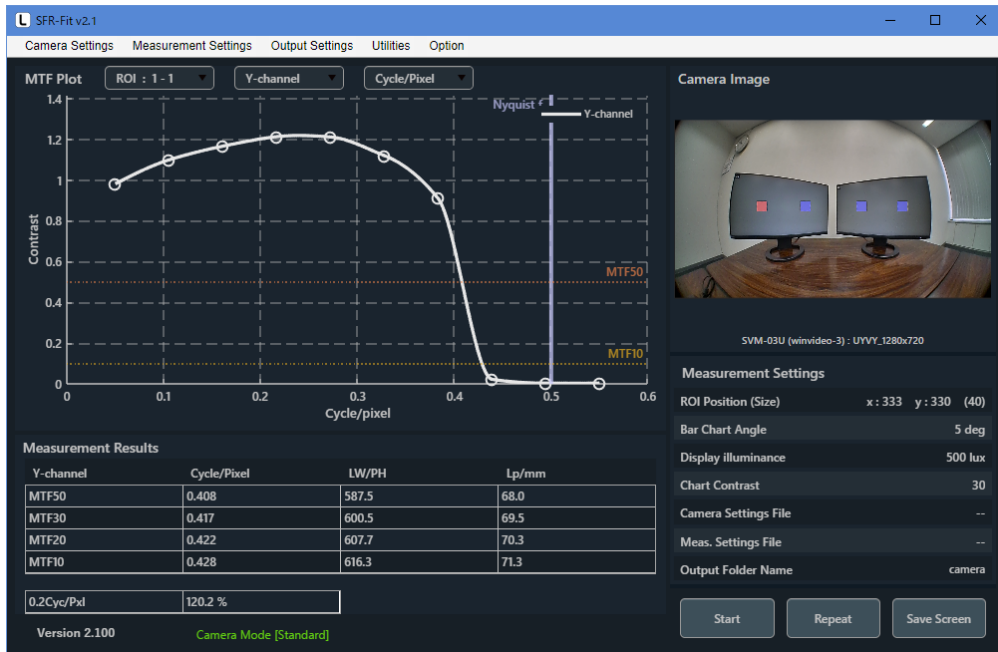 L SFR-Fit v2.1
Camera Settings Measurement Settings Output Settings Utilities Option
MTF Plot ROI : 1 - 1 Y-channel Cycle/Pixel
Camera Image
Nyquist
Y-channel
1.4
1.2
1
0.8
0.6
0.4
0.2
0
Contrast
MTF50
MTF10
0 0.1 0.2 0.3 0.4 0.5 0.6
Cycle/pixel
SVM-03U (winvideo-3) : UYVY_1280x720
Measurement Settings
ROI Position (Size) x : 333 y : 330 (40)
Bar Chart Angle 5 deg
Display illuminance 500 lux
Chart Contrast 30
Camera Settings File --
Meas. Settings File --
Output Folder Name camera
Measurement Results
Y-channel Cycle/Pixel LW/PH Lp/mm
MTF50 0.408 587.5 68.0
MTF30 0.417 600.5 69.5
MTF20 0.422 607.7 70.3
MTF10 0.428 616.3 71.3
0.2Cyc/Pxl 120.2 %
Start Repeat Save Screen
Version 2.100 Camera Mode [Standard]